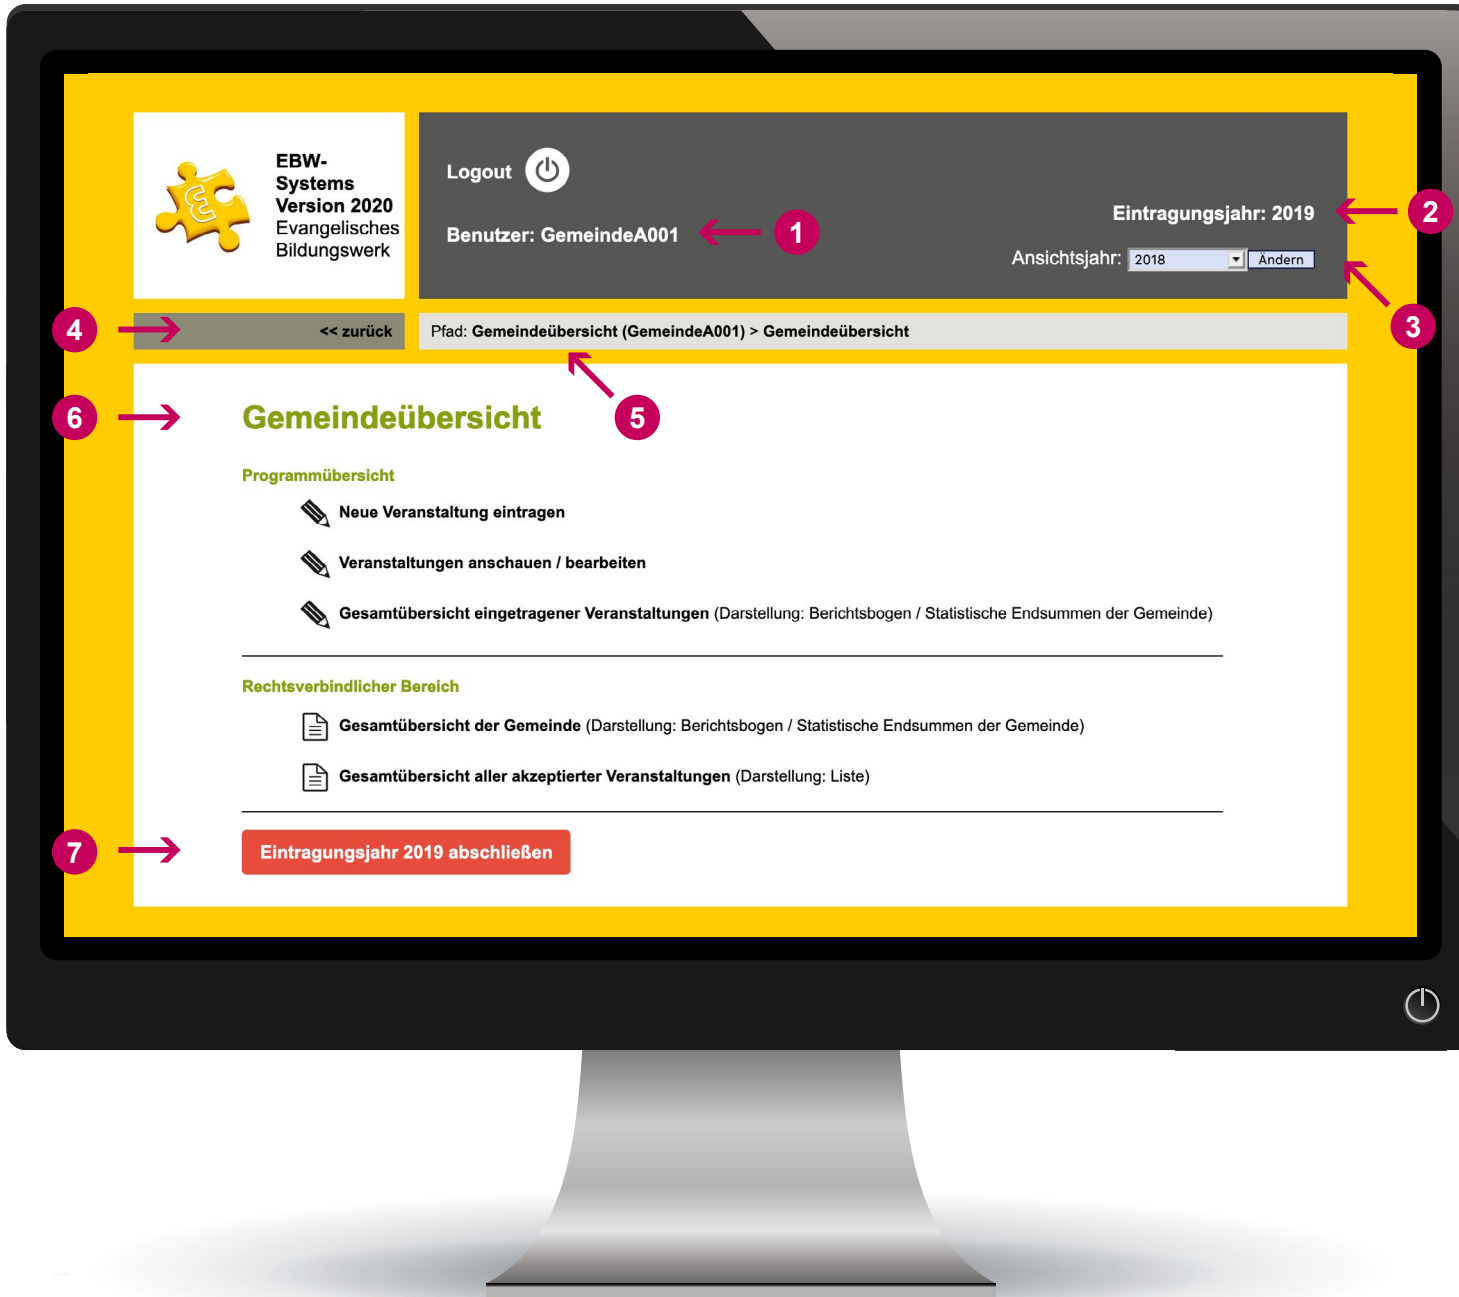 EBW-
Systems
Version 2020
Evangelisches
Bildungswerk
Logout
Benutzer: GemeindeA001
1
Eintragungsjahr: 2019
2
Ansichtsjahr: 2018 Ändern
3
4
<< zurück
Pfad: Gemeindeübersicht (GemeindeA001) > Gemeindeübersicht
5
6
Gemeindeübersicht
Programmübersicht
Neue Veranstaltung eintragen
Veranstaltungen anschauen / bearbeiten
Gesamtübersicht eingetragener Veranstaltungen (Darstellung: Berichtsbogen / Statistische Endsummen der Gemeinde)
Rechtsverbindlicher Bereich
Gesamtübersicht der Gemeinde (Darstellung: Berichtsbogen / Statistische Endsummen der Gemeinde)
Gesamtübersicht aller akzeptierter Veranstaltungen (Darstellung: Liste)
7
Eintragungsjahr 2019 abschließen